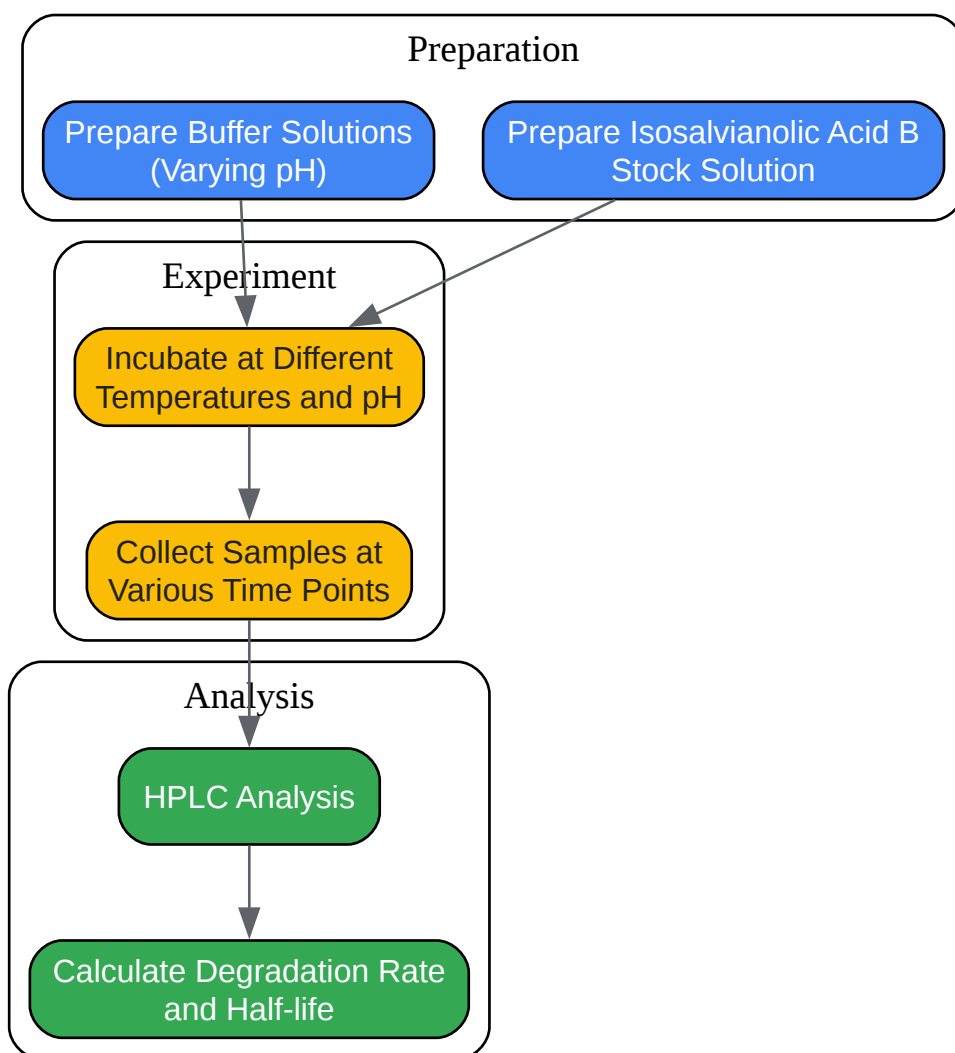 Preparation
Prepare Buffer Solutions
(Varying pH)
Prepare Isosalvianolic Acid B
Stock Solution
Experiment
Incubate at Different
Temperatures and pH
Collect Samples at
Various Time Points
Analysis
HPLC Analysis
Calculate Degradation Rate
and Half-life